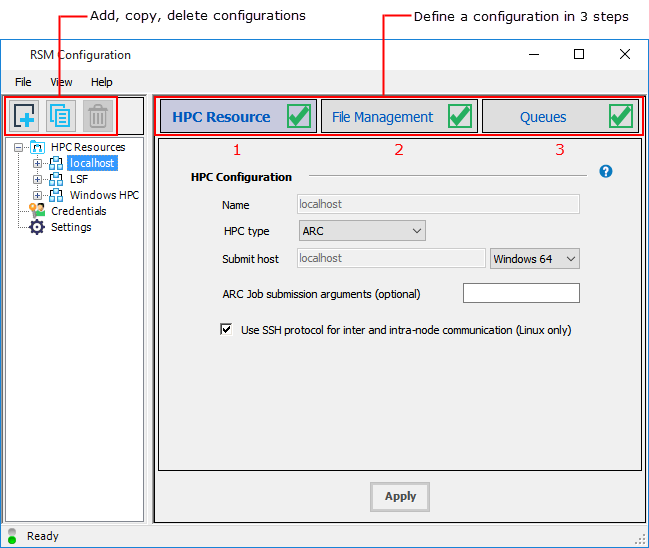 Add, copy, delete configurations
Define a configuration in 3 steps
RSM Configuration
File View Help
HPC Resource
File Management
Queues
1
2
3
HPC Resources
localhost
LSF
Windows HPC
Credentials
Settings
HPC Configuration
?
Name
localhost
HPC type
ARC
Submit host
localhost
Windows 64
ARC Job submission arguments (optional)
Use SSH protocol for inter and intra-node communication (Linux only)
Apply
Ready